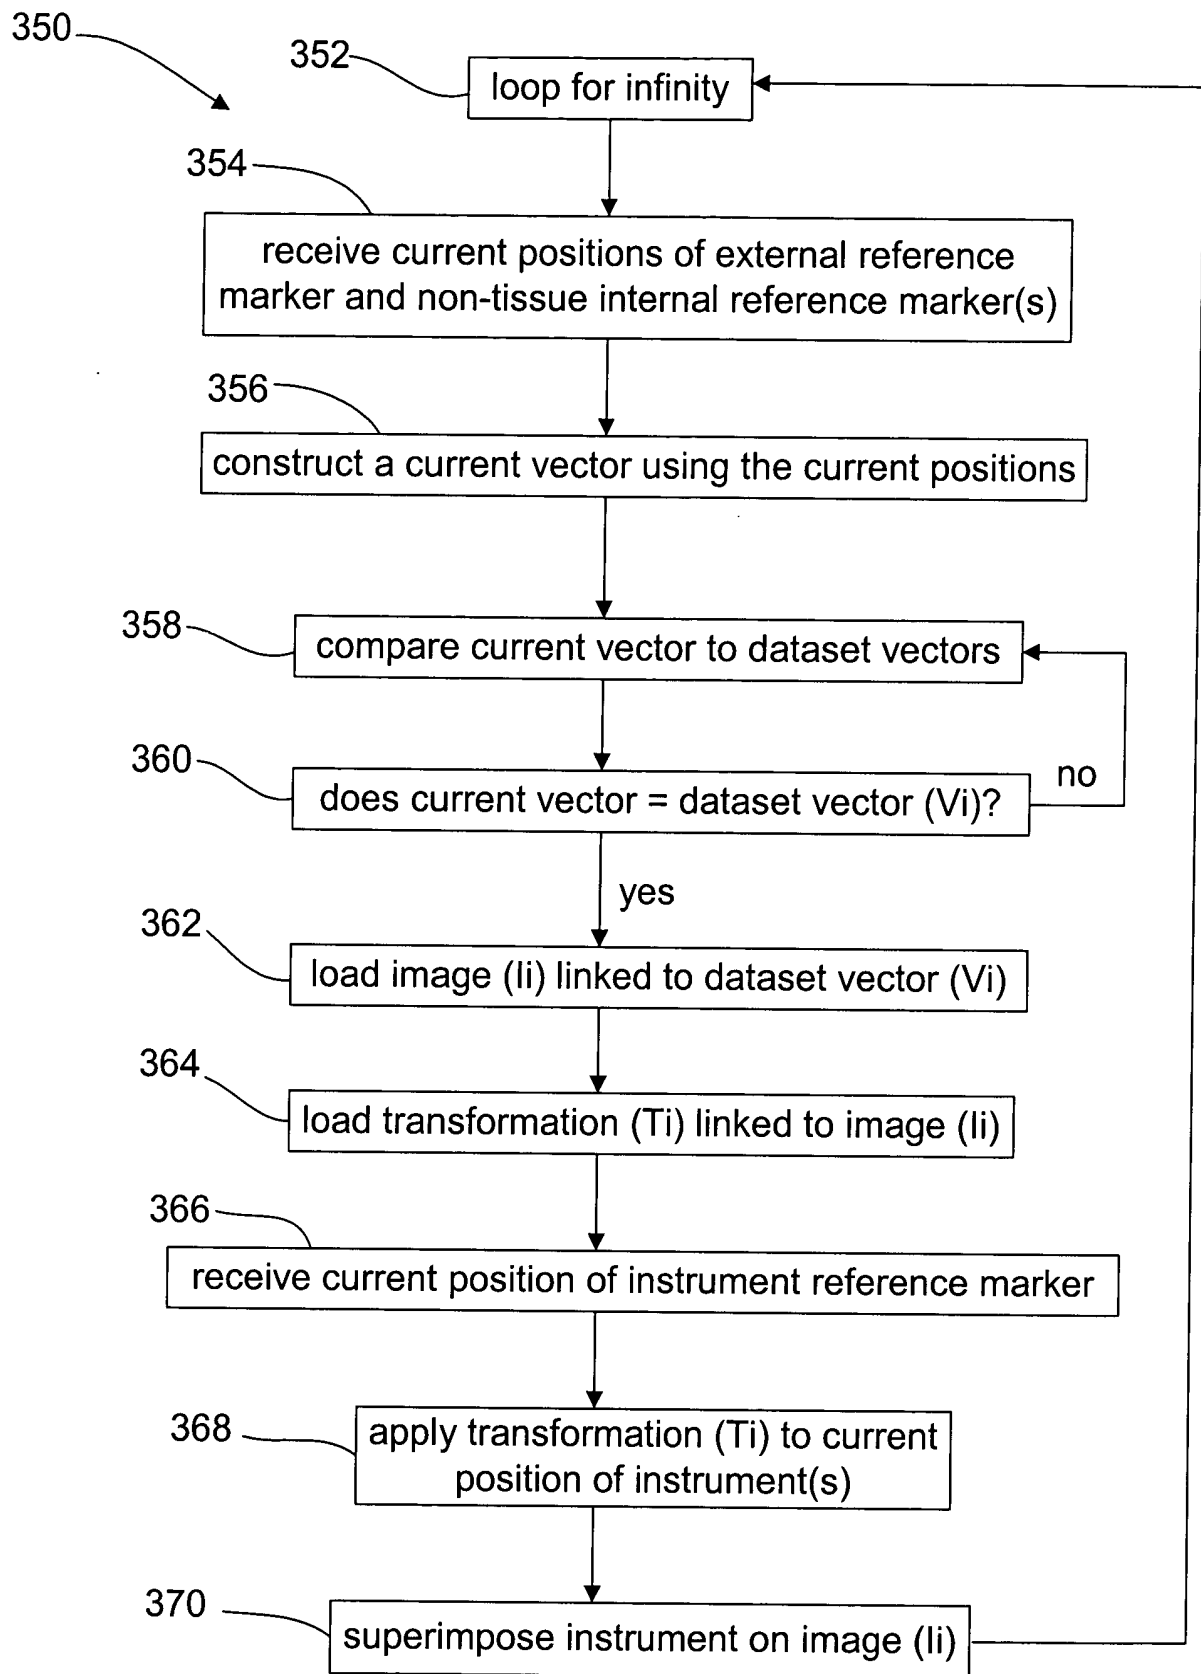 350
352
loop for infinity
354
receive current positions of external reference
marker and non-tissue internal reference marker(s)
356
construct a current vector using the current positions
358
compare current vector to dataset vectors
360
does current vector = dataset vector (Vi)?
no
yes
362
load image (Ii) linked to dataset vector (Vi)
364
load transformation (Ti) linked to image (Ii)
366
receive current position of instrument reference marker
368
apply transformation (Ti) to current
position of instrument(s)
370
superimpose instrument on image (Ii)